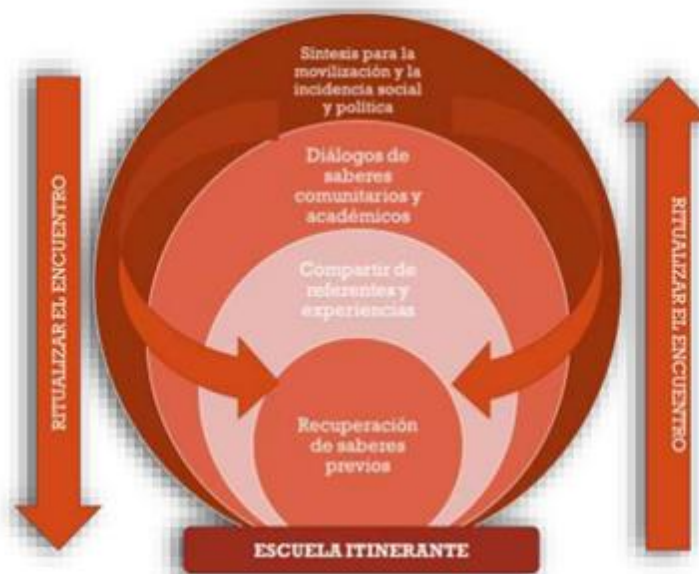 Síntesis para la
movilización y la
incidencia social
y política
Diálogos de
saberes
comunitarios y
académicos
Compartir de
referentes y
experiencias
Recuperación
de saberes
previos
ESCUELA ITINERANTE
RITUALIZAR EL ENCUENTRO
RITUALIZAR EL ENCUENTRO